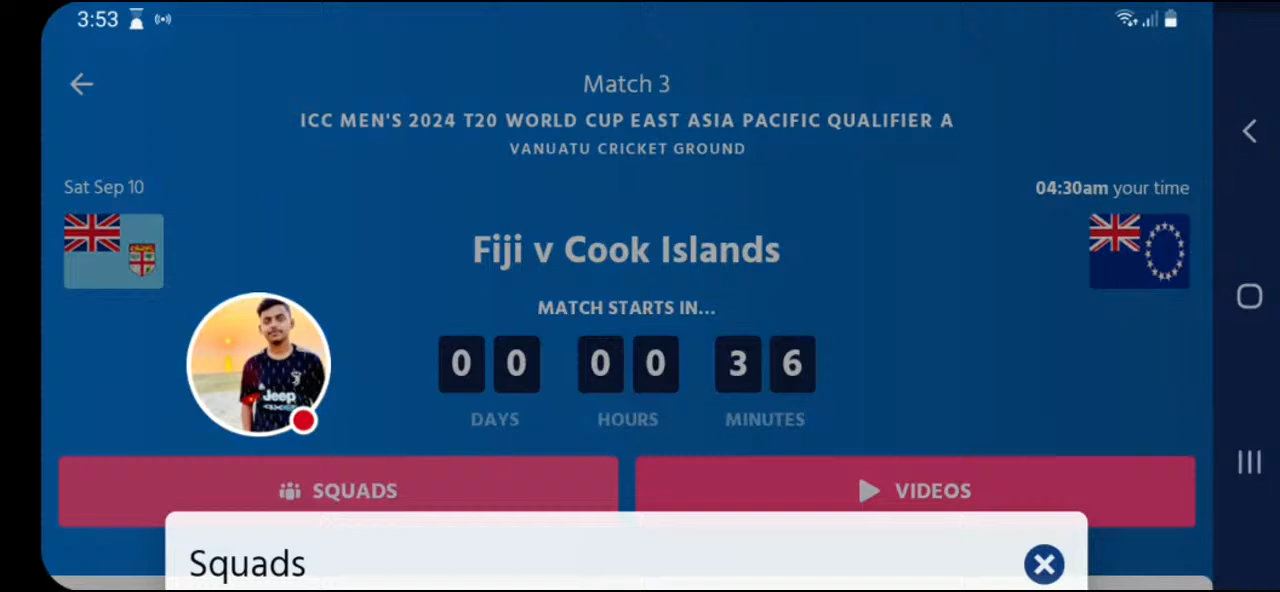 3:53
Match 3
ICC MEN'S 2024 T20 WORLD CUP EAST ASIA PACIFIC QUALIFIER A
VANUATU CRICKET GROUND
Sat Sep 10
04:30am your time
Fiji v Cook Islands
MATCH STARTS IN...
0 0 0 0 3 6
DAYS HOURS MINUTES
Jeep
SQUADS
VIDEOS
Squads